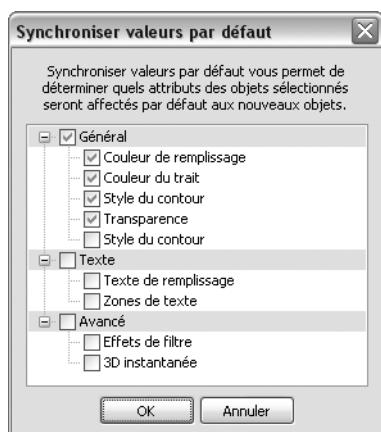 Synchroniser valeurs par défaut
Synchroniser valeurs par défaut vous permet de
déterminer quels attributs des objets sélectionnés
seront affectés par défaut aux nouveaux objets.
Général
Couleur de remplissage
Couleur du trait
Style du contour
Transparence
Style du contour
Texte
Texte de remplissage
Zones de texte
Avancé
Effets de filtre
3D instantanée
OK
Annuler